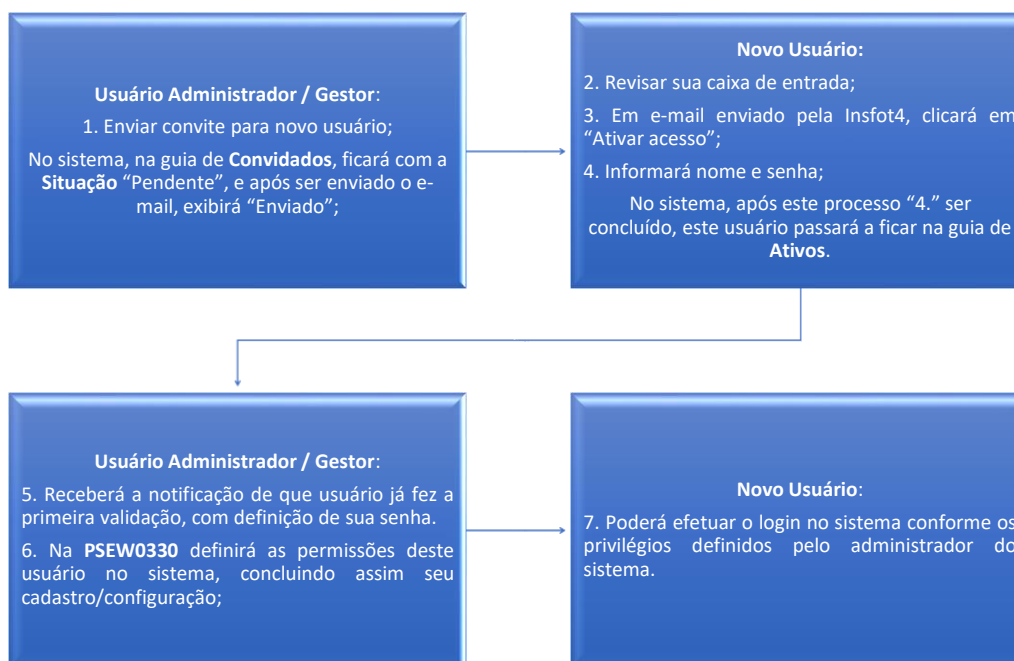 Usuário Administrador / Gestor:
1. Enviar convite para novo usuário;
No sistema, na guia de Convidados, ficará com a
Situação “Pendente”, e após ser enviado o e-
mail, exibirá “Enviado”;
Novo Usuário:
2. Revisar sua caixa de entrada;
3. Em e-mail enviado pela Insfot4, clicará em
“Ativar acesso”;
4. Informará nome e senha;
No sistema, após este processo “4.” ser
concluído, este usuário passará a ficar na guia de
Ativos.
Usuário Administrador / Gestor:
5. Receberá a notificação de que usuário já fez a
primeira validação, com definição de sua senha.
6. Na PSEW0330 definirá as permissões deste
usuário no sistema, concluindo assim seu
cadastro/configuração;
Novo Usuário:
7. Poderá efetuar o login no sistema conforme os
privilégios definidos pelo administrador do
sistema.